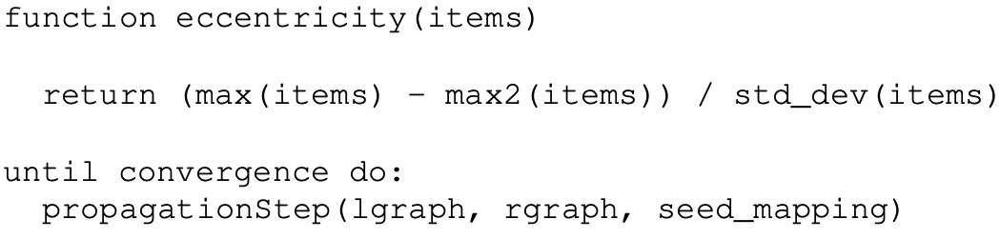 function eccentricity(items)
return (max(items) - max2(items)) / std_dev(items)
until convergence do:
propagationStep(lgraph, rgraph, seed_mapping)